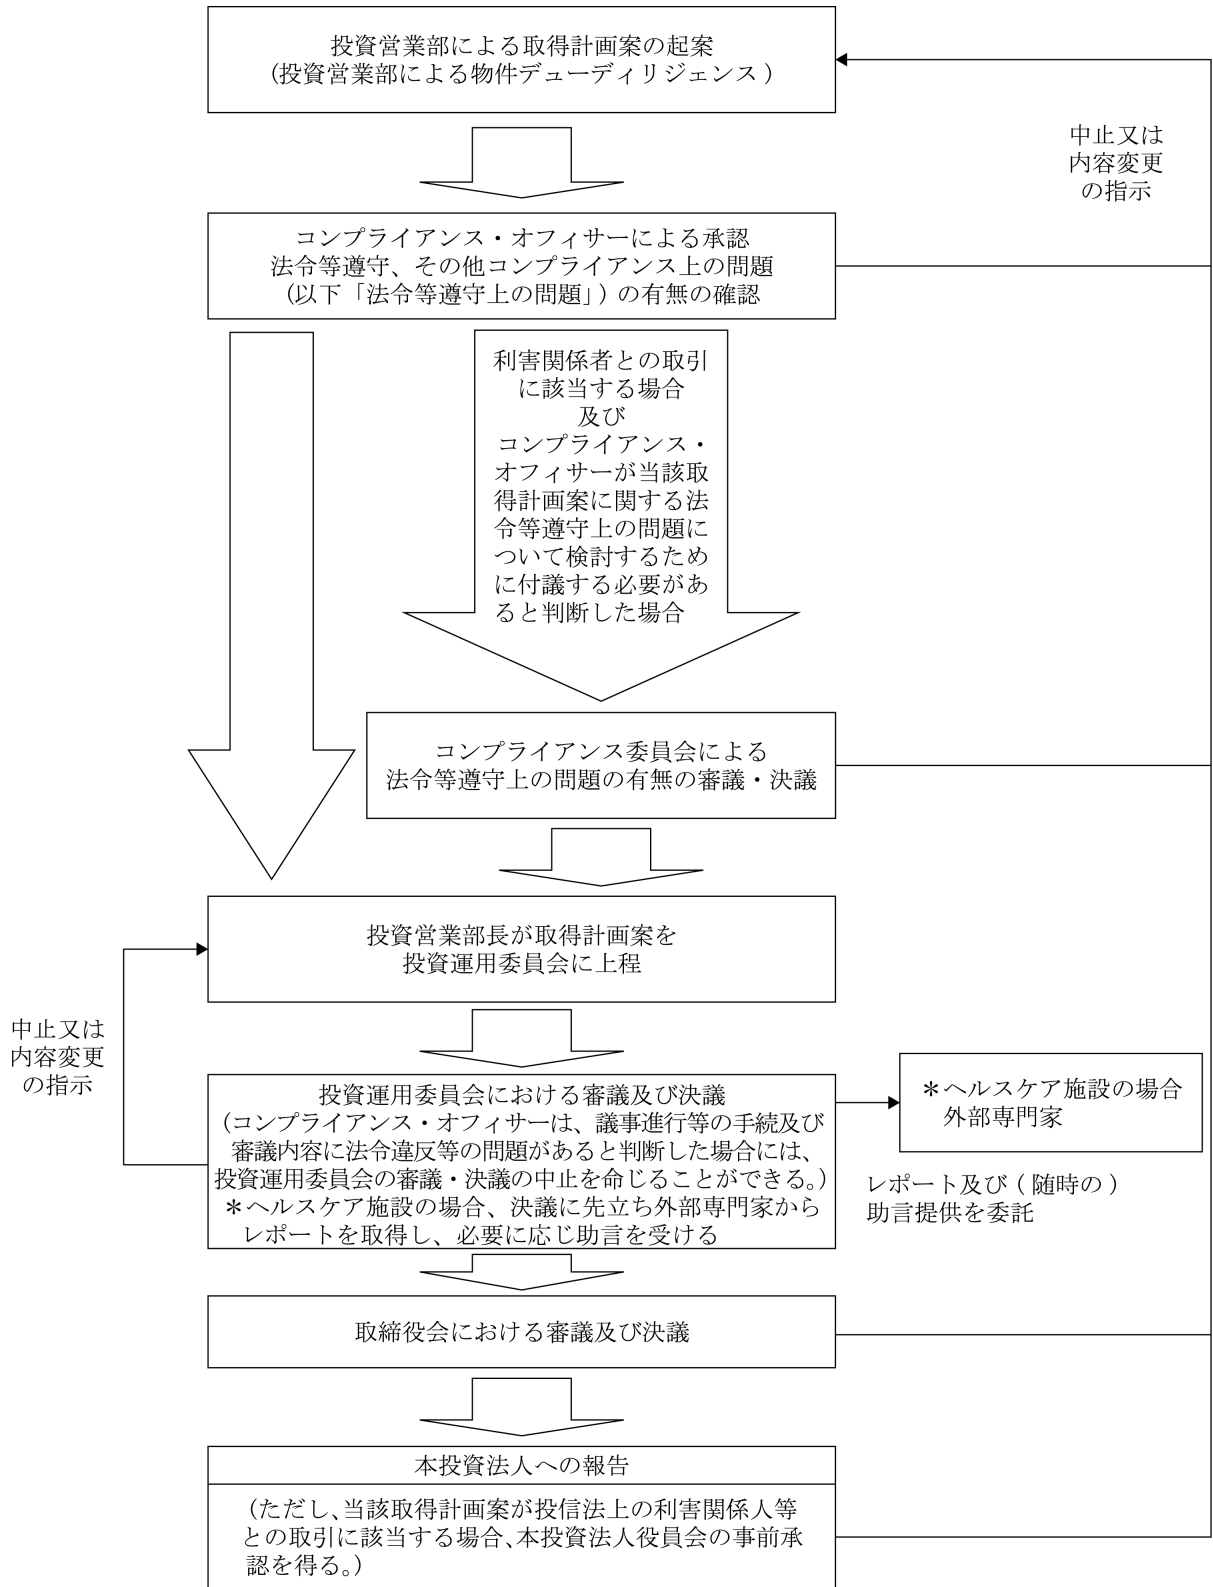 投資営業部による取得計画案の起案
(投資営業部による物件デューディリジェンス)
中止又は
内容変更
の指示
コンプライアンス・オフィサーによる承認
法令等遵守、その他コンプライアンス上の問題
(以下「法令等遵守上の問題」)の有無の確認
利害関係者との取引
に該当する場合
及び
コンプライアンス・
オフィサーが当該取
得計画案に関する法
令等遵守上の問題に
ついて検討するため
に付議する必要があ
ると判断した場合
コンプライアンス委員会による
法令等遵守上の問題の有無の審議・決議
投資営業部長が取得計画案を
投資運用委員会に上程
中止又は
内容変更
の指示
投資運用委員会における審議及び決議
(コンプライアンス・オフィサーは、議事進行等の手続及び
審議内容に法令違反等の問題があると判断した場合には、
投資運用委員会の審議・決議の中止を命じることができる。)
＊ヘルスケア施設の場合、決議に先立ち外部専門家から
レポートを取得し、必要に応じ助言を受ける
＊ヘルスケア施設の場合
外部専門家
レポート及び(随時の)
助言提供を委託
取締役会における審議及び決議
本投資法人への報告
(ただし、当該取得計画案が投信法上の利害関係人等
との取引に該当する場合、本投資法人役員会の事前承
認を得る。)